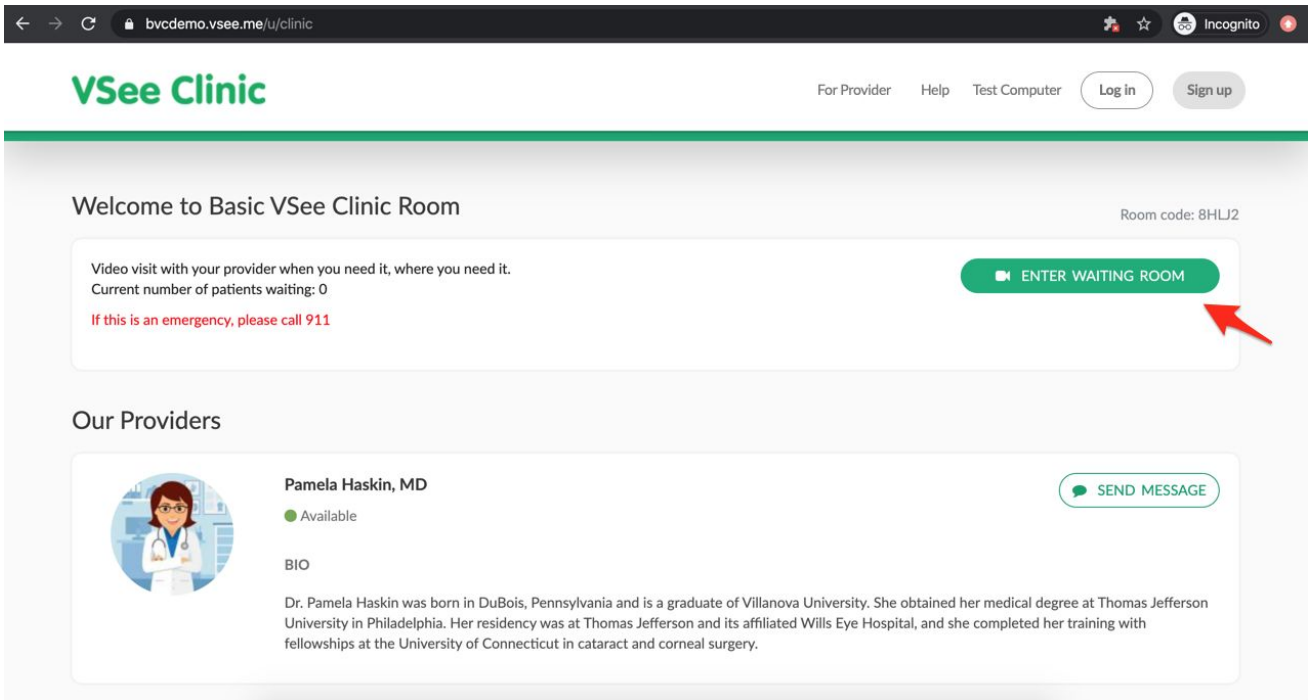 bvcdemo.vsee.me/u/clinic
Incognito
VSee Clinic
For Provider
Help
Test Computer
Log in
Sign up
Welcome to Basic VSee Clinic Room
Room code: 8HLJ2
Video visit with your provider when you need it, where you need it.
Current number of patients waiting: 0
If this is an emergency, please call 911
ENTER WAITING ROOM
Our Providers
Pamela Haskin, MD
Available
SEND MESSAGE
BIO
Dr. Pamela Haskin was born in DuBois, Pennsylvania and is a graduate of Villanova University. She obtained her medical degree at Thomas Jefferson
University in Philadelphia. Her residency was at Thomas Jefferson and its affiliated Wills Eye Hospital, and she completed her training with
fellowships at the University of Connecticut in cataract and corneal surgery.